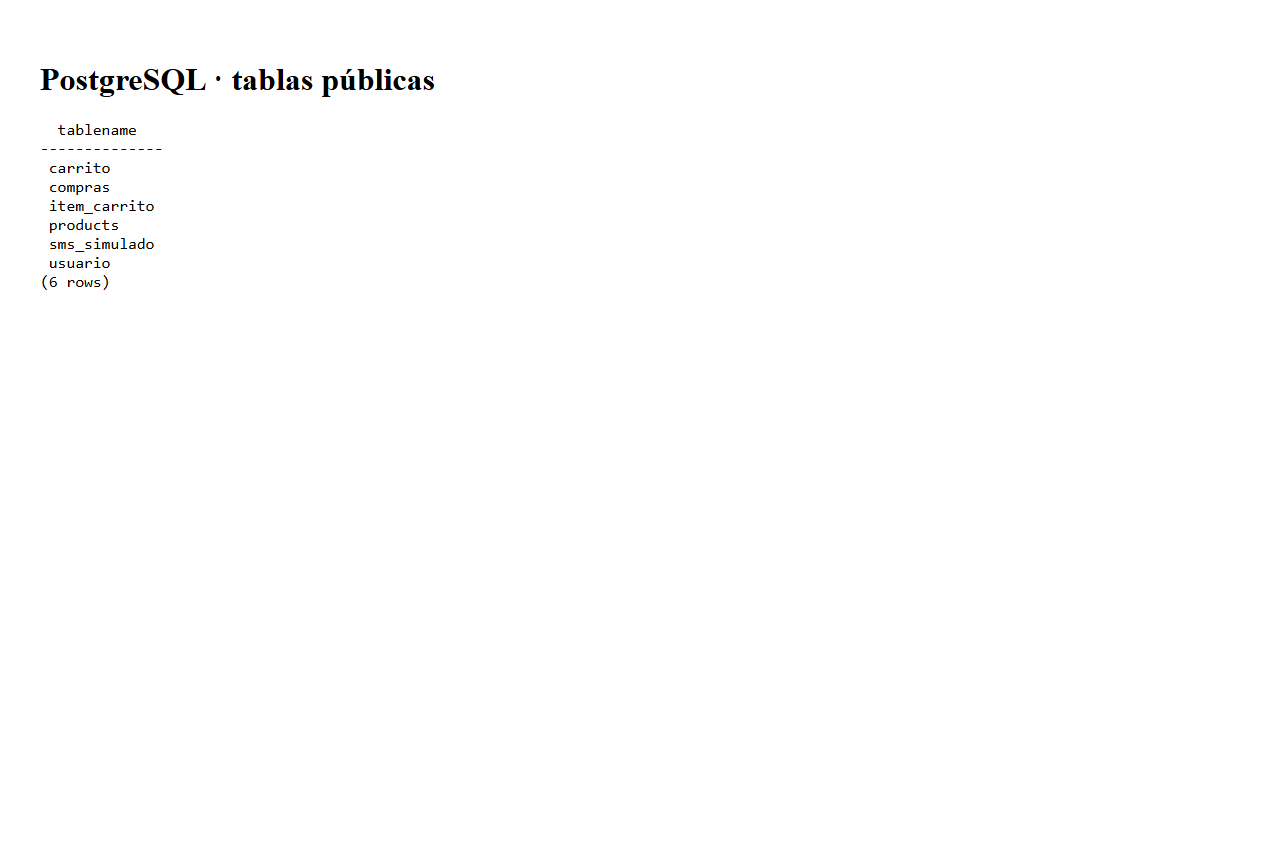 PostgreSQL · tablas públicas
tablename
--------------
carrito
compras
item_carrito
products
sms_simulado
usuario
(6 rows)